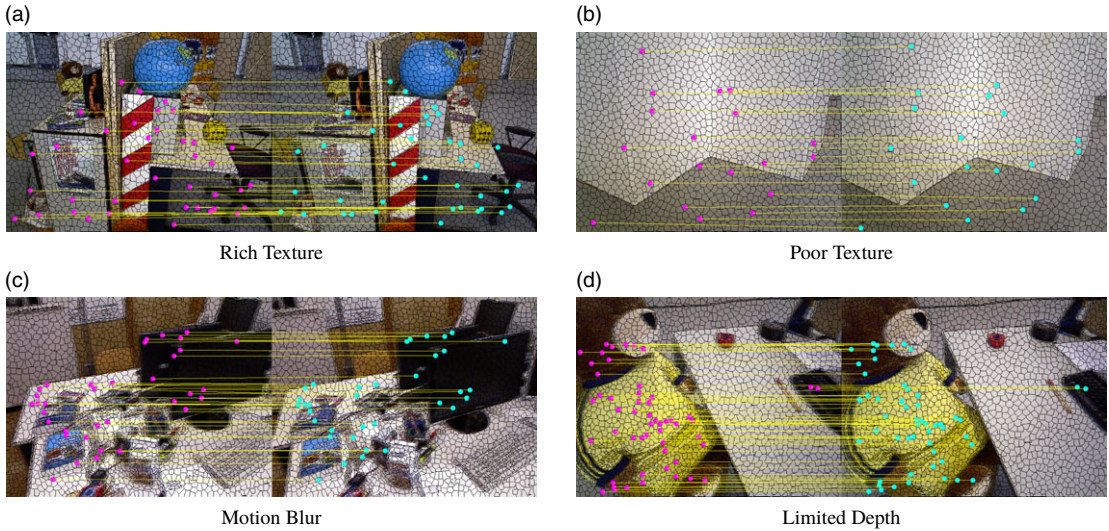 (a)
(b)
Rich Texture
Poor Texture
(c)
(d)
Motion Blur
Limited Depth